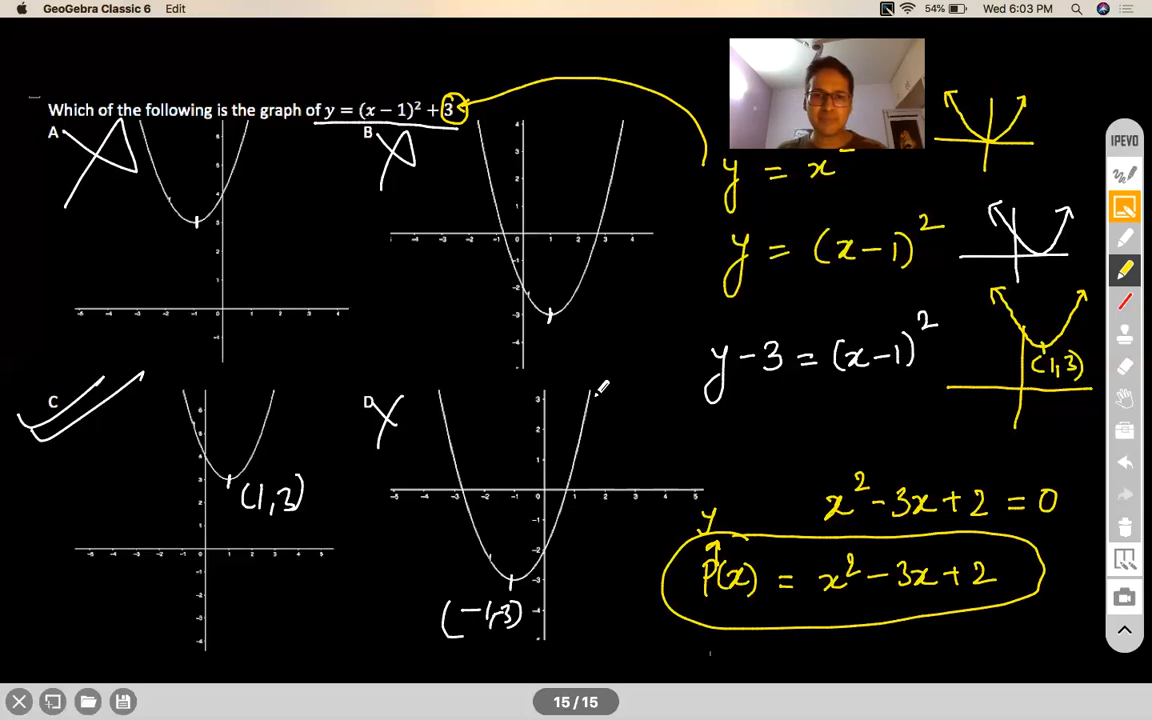 GeoGebra Classic 6 Edit 54% Wed 6:03 PM
IPEVO
Which of the following is the graph of y = (x − 1)² + 3
A
B
y = x
y = (x−1)²
y−3 = (x−1)²
(1,3)
C
D
(1,3)
(−1,-3)
x²−3x+2 = 0
y
P(x) = x²−3x+2
15 / 15